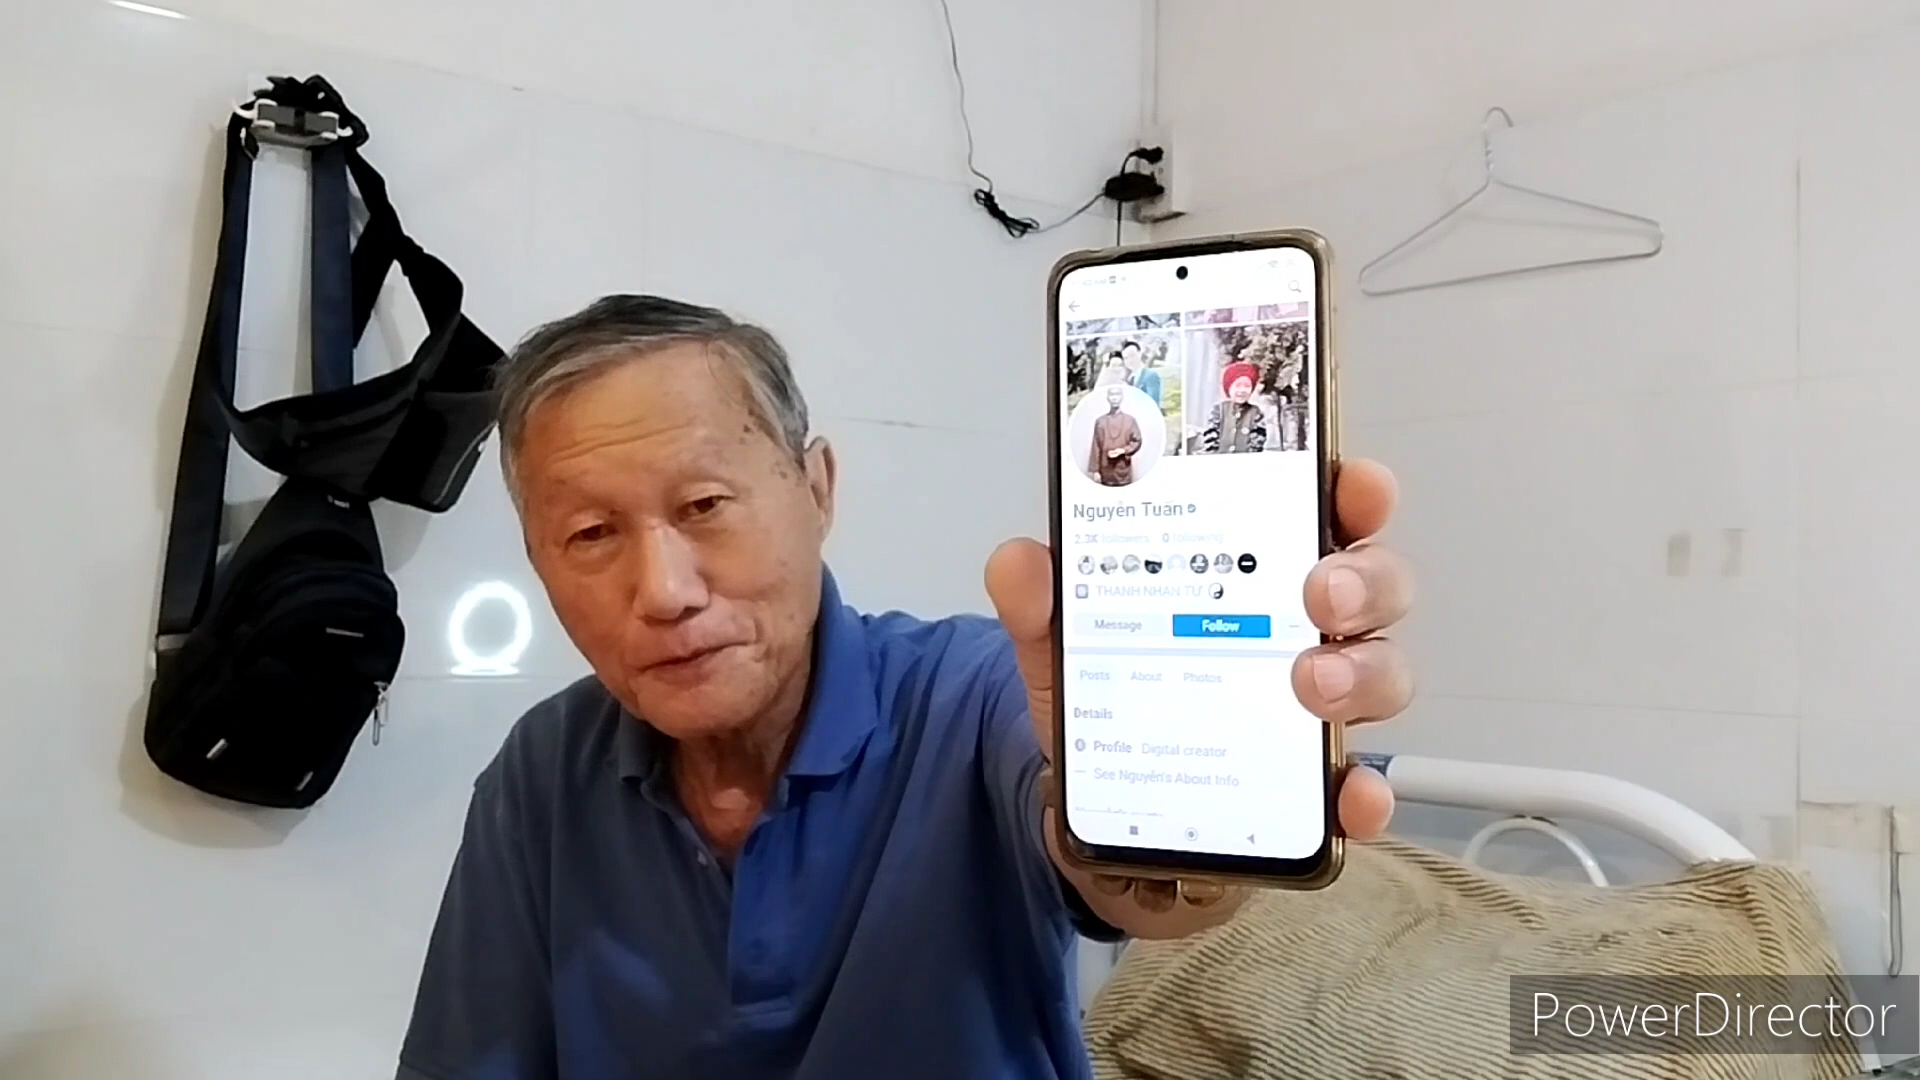 Nguyễn Tuấn
2.3K followers 0 following
THANH NHAN TỰ
Message
Follow
Posts About Photos
Details
Profile Digital creator
See Nguyễn's About Info
PowerDirector